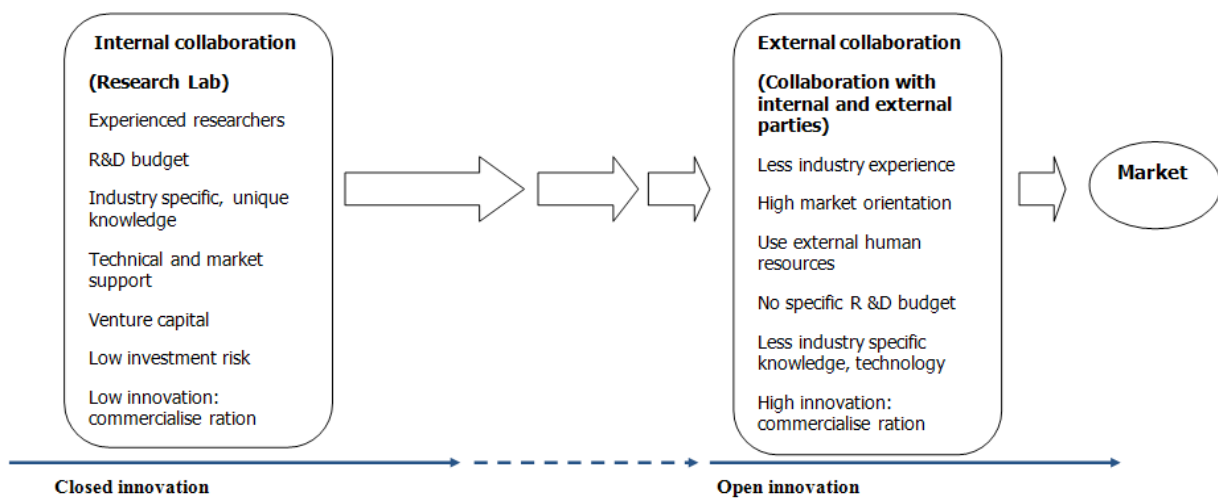 Internal collaboration
(Research Lab)
Experienced researchers
R&D budget
Industry specific, unique
knowledge
Technical and market
support
Venture capital
Low investment risk
Low innovation:
commercialise ration
External collaboration
(Collaboration with
internal and external
parties)
Less industry experience
High market orientation
Use external human
resources
No specific R &D budget
Less industry specific
knowledge, technology
High innovation:
commercialise ration
Market
Closed innovation
Open innovation